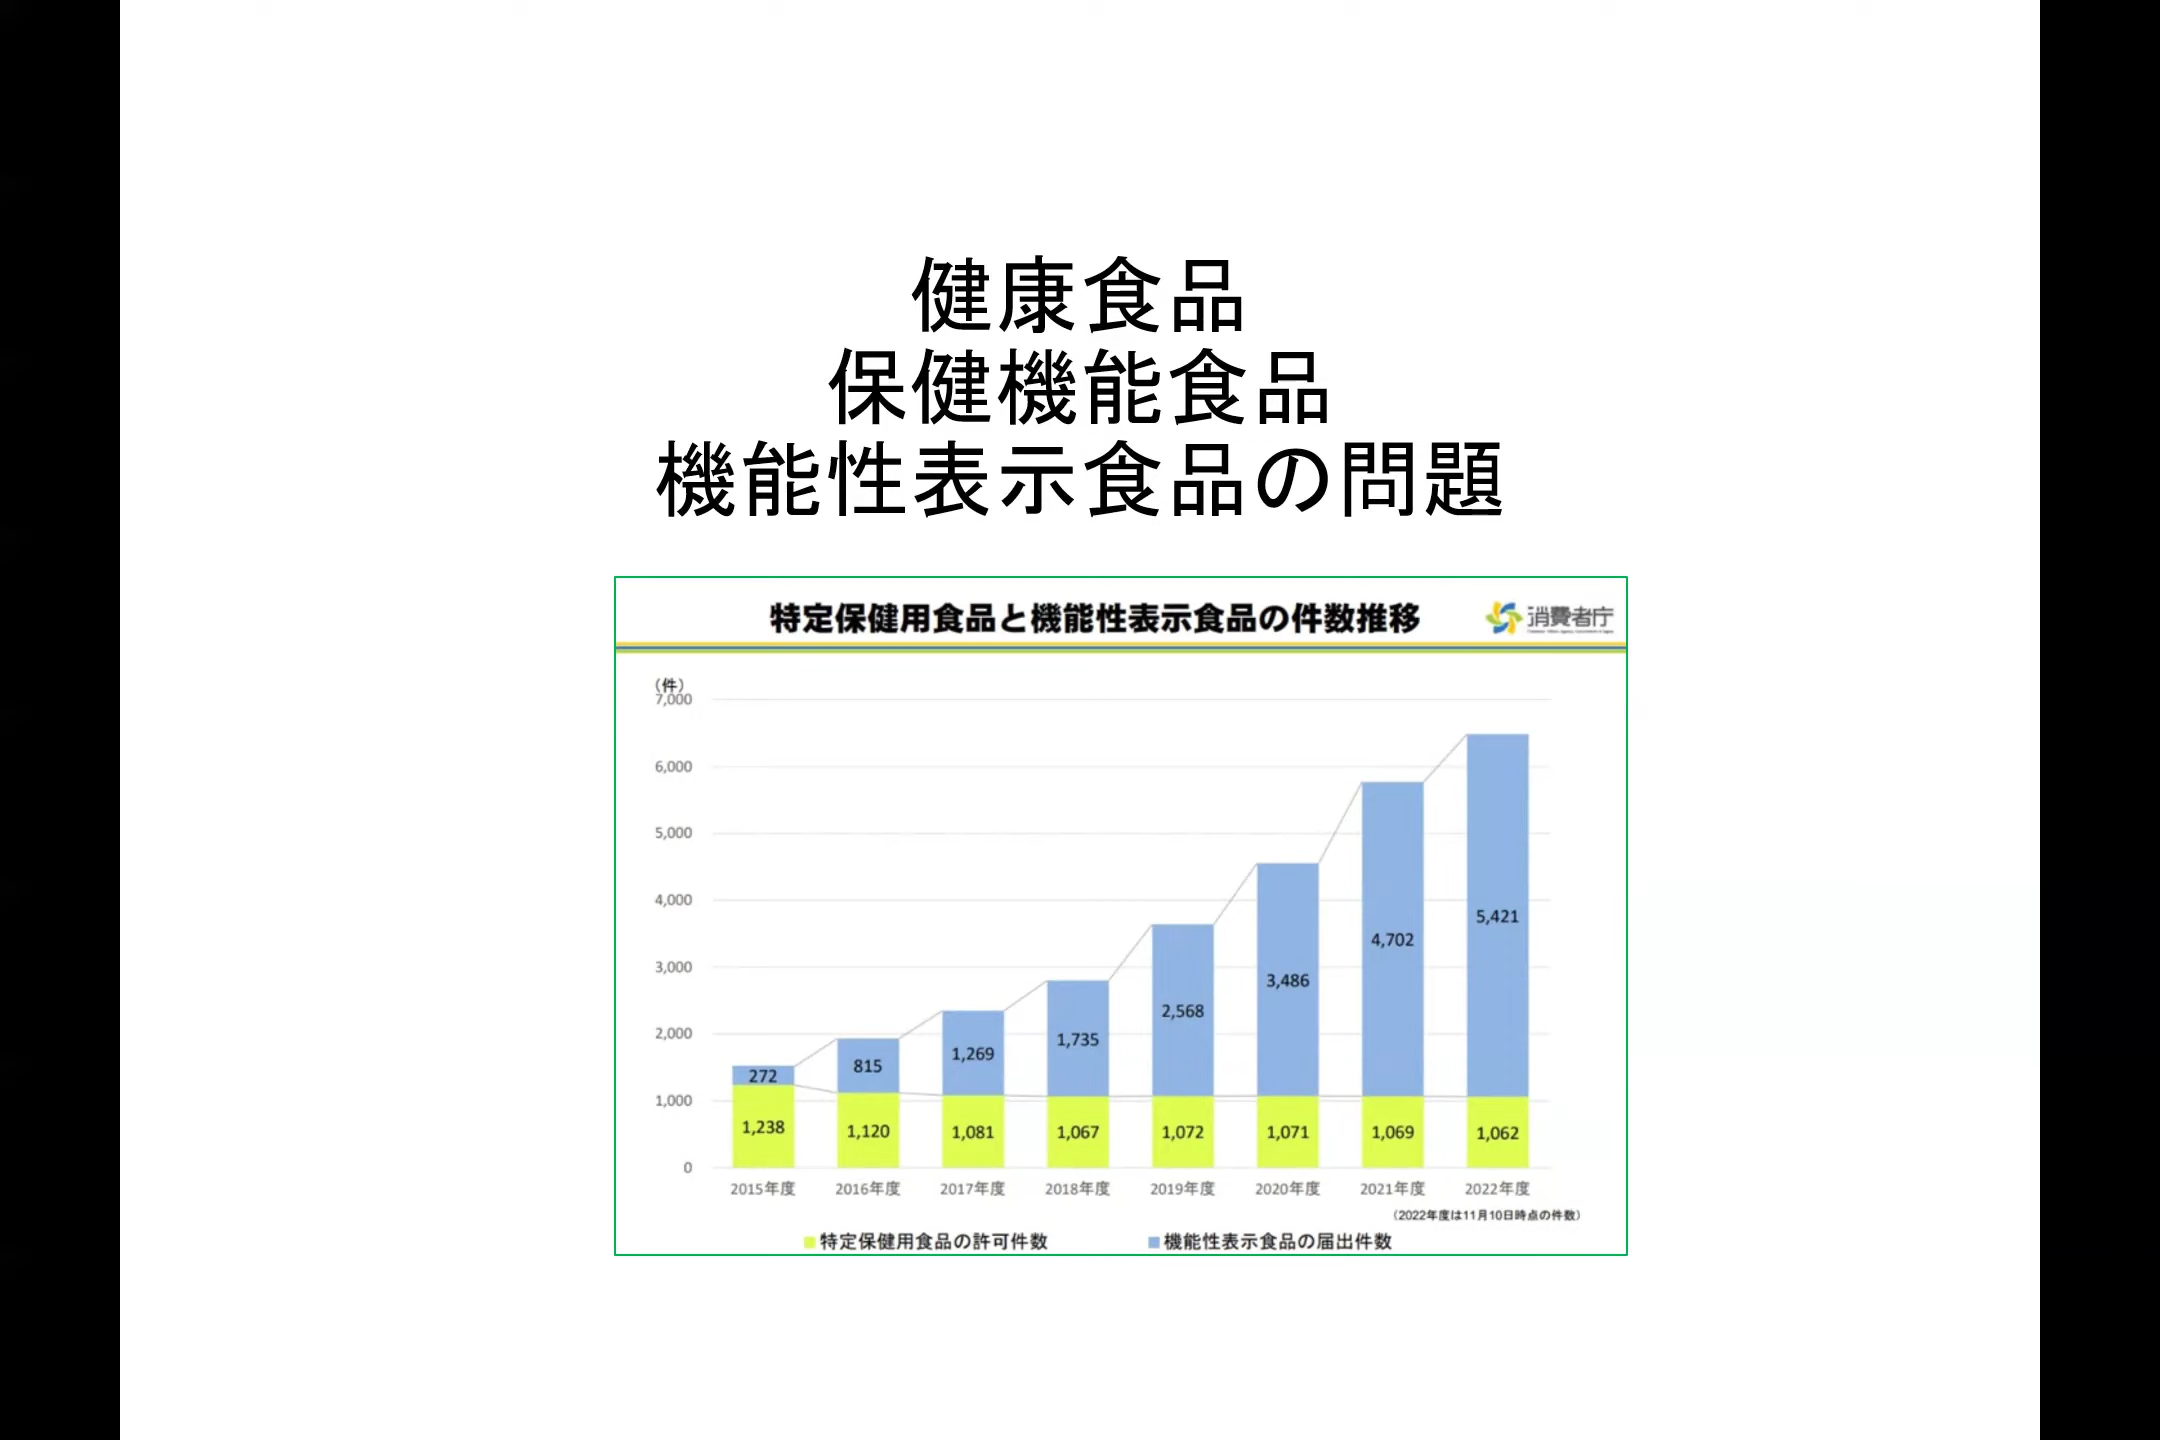 健康食品
保健機能食品
機能性表示食品の問題
特定保健用食品と機能性表示食品の件数推移
消費者庁
（件）
7,000
6,000
5,000
4,000
3,000
2,000
1,000
0
272 815 1,269 1,735 2,568 3,486 4,702 5,421
1,238 1,120 1,081 1,067 1,072 1,071 1,069 1,062
2015年度 2016年度 2017年度 2018年度 2019年度 2020年度 2021年度 2022年度
（2022年度は11月10日時点の件数）
特定保健用食品の許可件数 機能性表示食品の届出件数